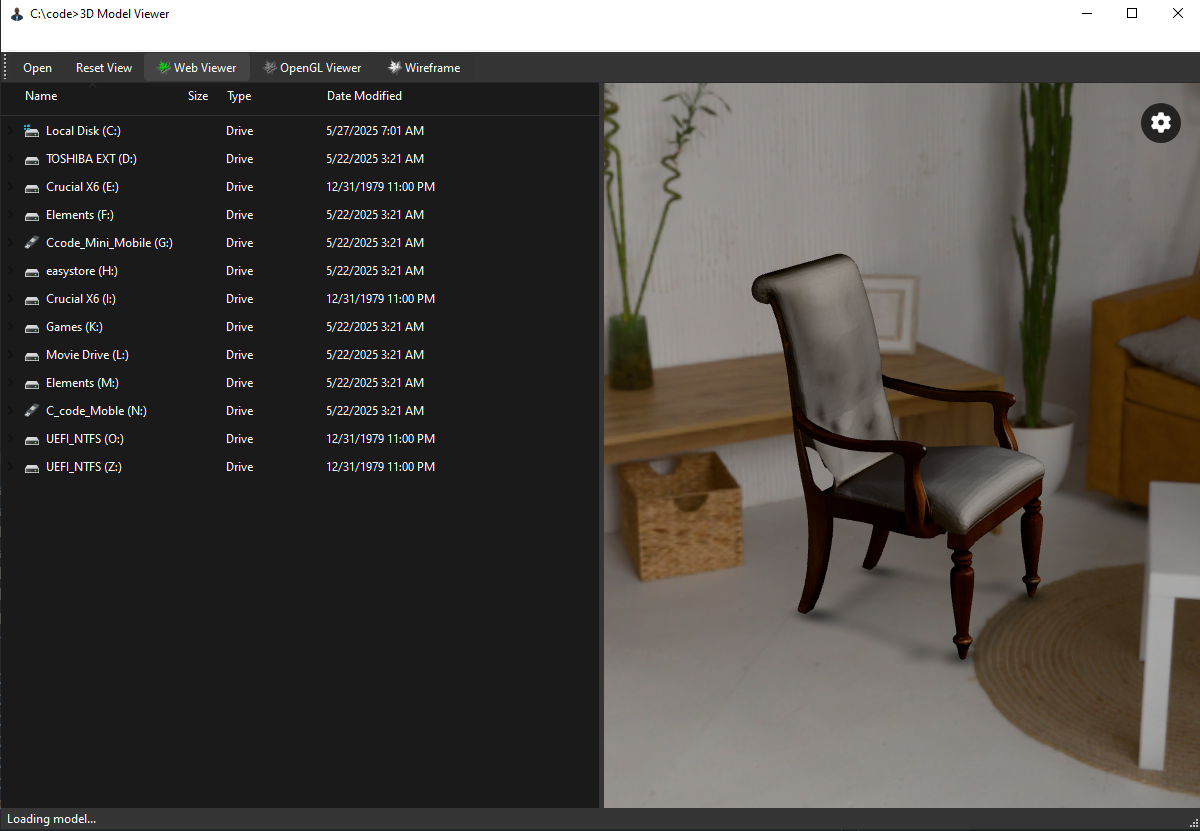 C:\code>3D Model Viewer
Open Reset View Web Viewer OpenGL Viewer Wireframe
Name Size Type Date Modified
Local Disk (C:) Drive 5/27/2025 7:01 AM
TOSHIBA EXT (D:) Drive 5/22/2025 3:21 AM
Crucial X6 (E:) Drive 12/31/1979 11:00 PM
Elements (F:) Drive 5/22/2025 3:21 AM
Ccode_Mini_Mobile (G:) Drive 5/22/2025 3:21 AM
easystore (H:) Drive 5/22/2025 3:21 AM
Crucial X6 (I:) Drive 12/31/1979 11:00 PM
Games (K:) Drive 5/22/2025 3:21 AM
Movie Drive (L:) Drive 5/22/2025 3:21 AM
Elements (M:) Drive 5/22/2025 3:21 AM
C_code_Moble (N:) Drive 5/22/2025 3:21 AM
UEFI_NTFS (O:) Drive 12/31/1979 11:00 PM
UEFI_NTFS (Z:) Drive 12/31/1979 11:00 PM
Loading model...